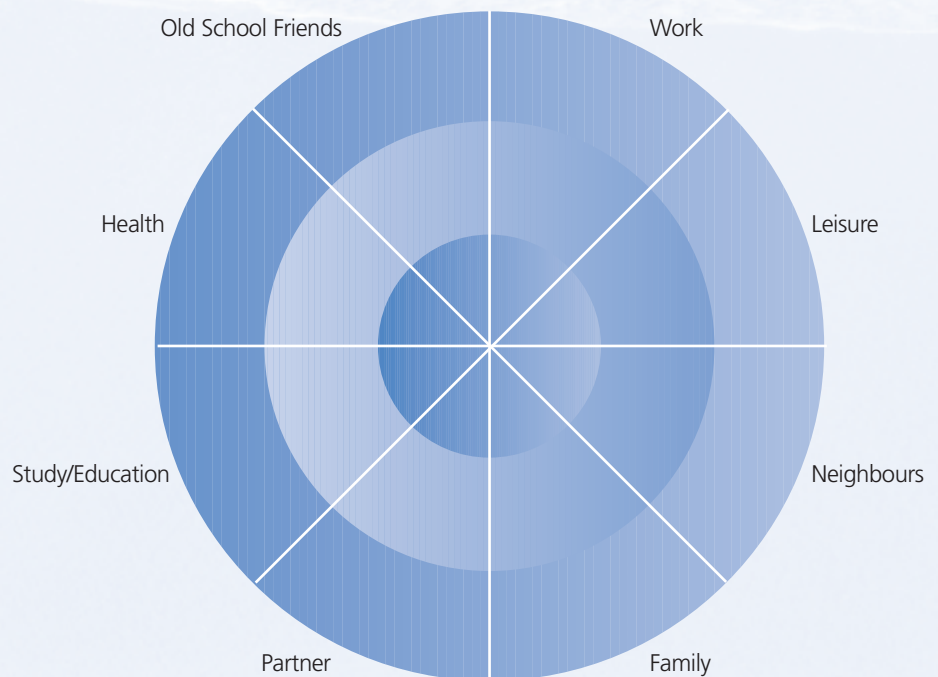 Old School Friends
Work
Health
Leisure
Study/Education
Neighbours
Partner
Family